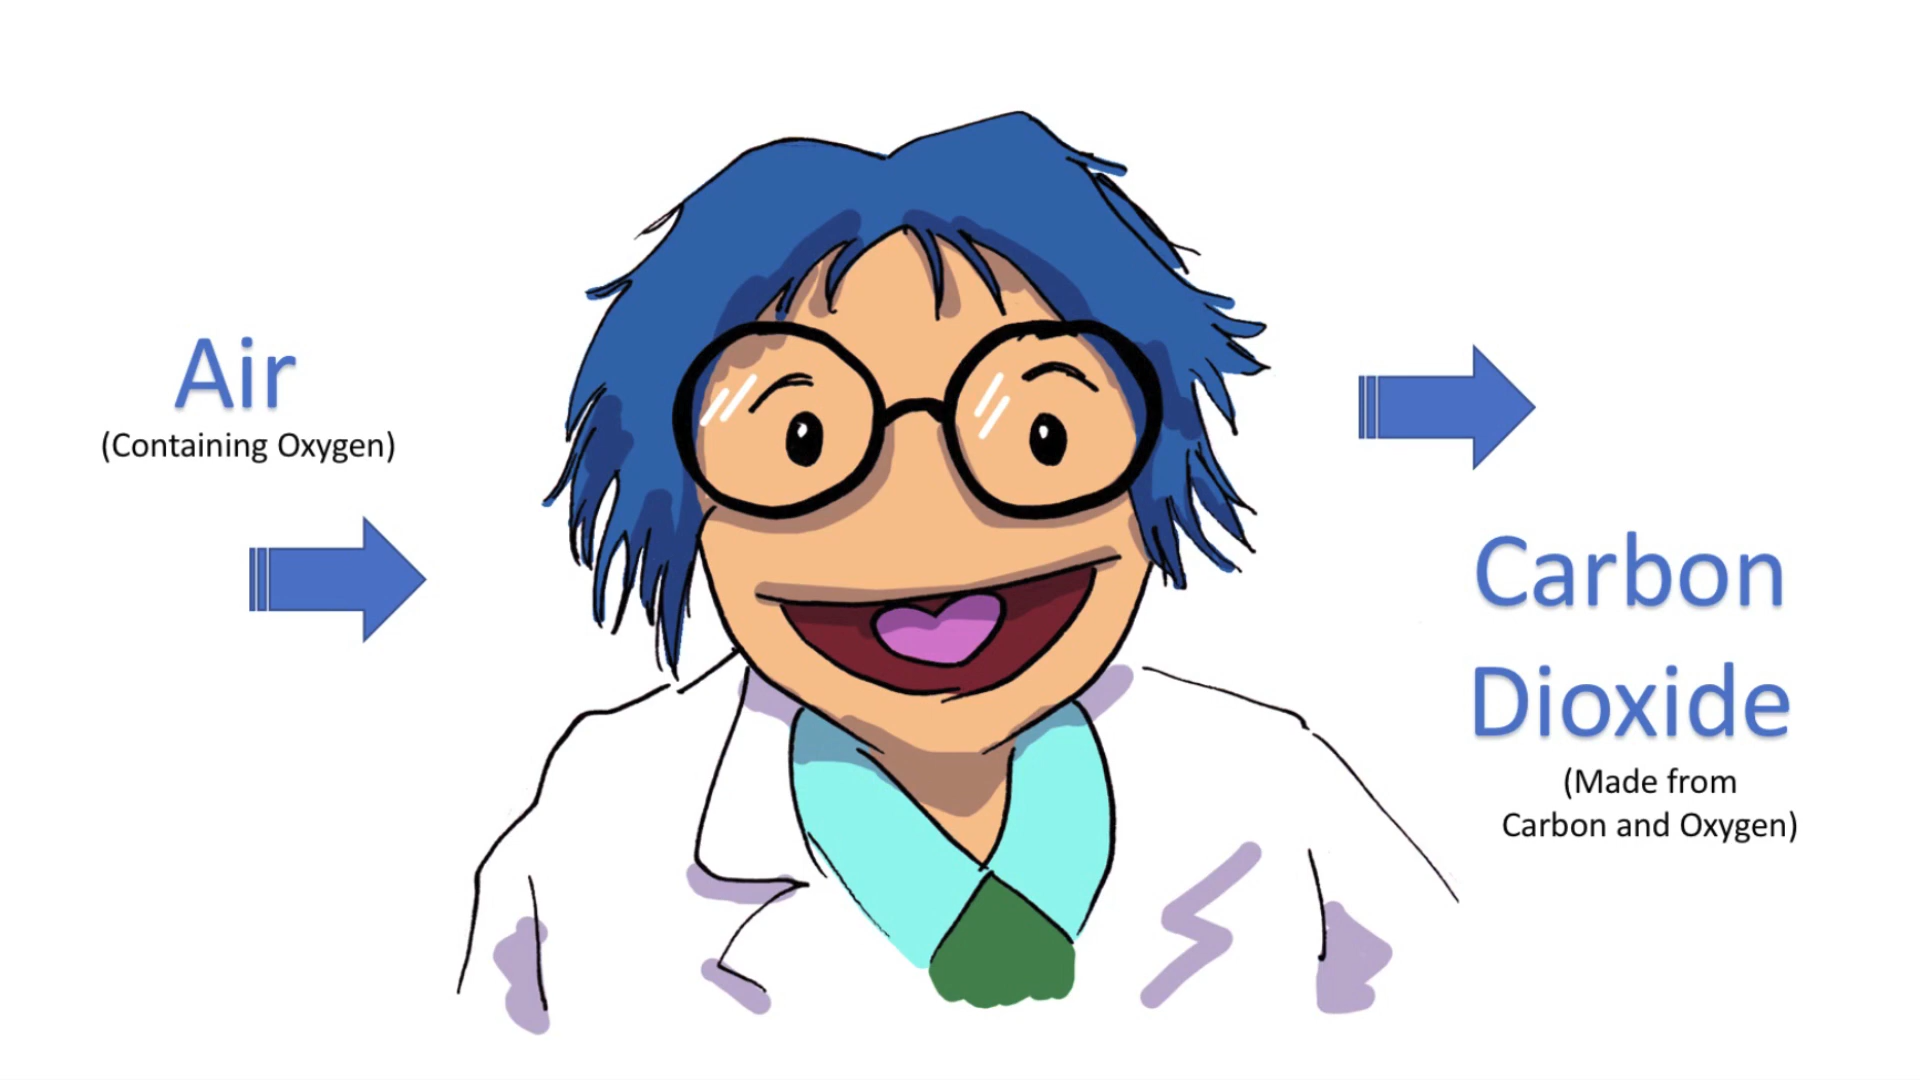 Air
(Containing Oxygen)
Carbon
Dioxide
(Made from
Carbon and Oxygen)